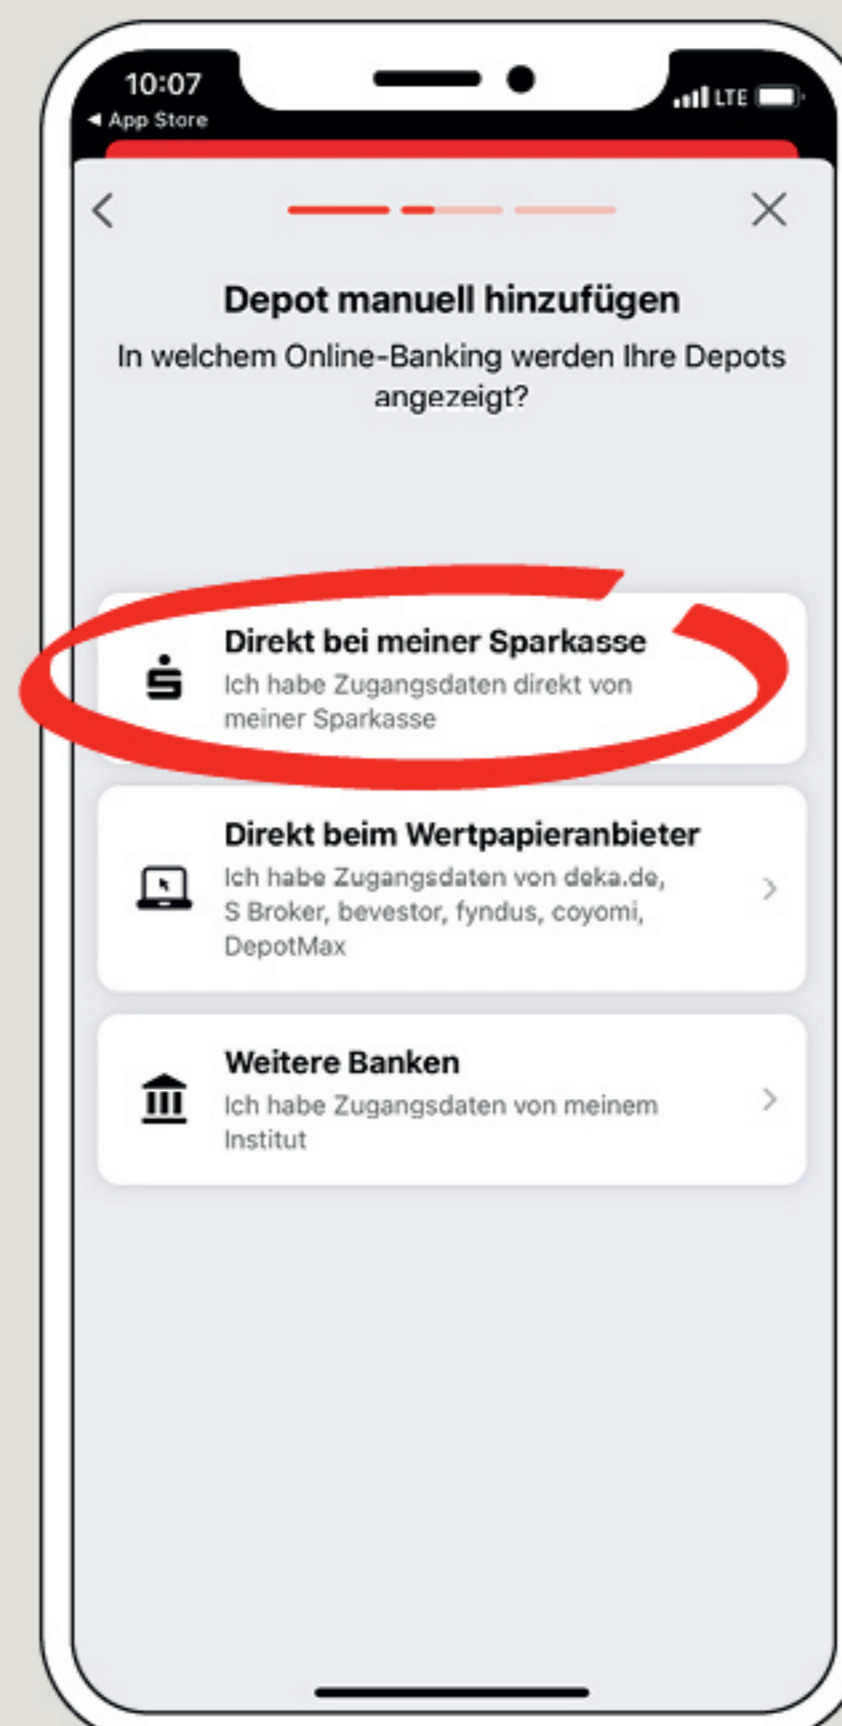 10:07
LTE
◀ App Store
Depot manuell hinzufügen
In welchem Online-Banking werden Ihre Depots
angezeigt?
Direkt bei meiner Sparkasse
Ich habe Zugangsdaten direkt von
meiner Sparkasse
Direkt beim Wertpapieranbieter
Ich habe Zugangsdaten von deka.de,
S Broker, bevestor, fyndus, coyomi,
DepotMax
Weitere Banken
Ich habe Zugangsdaten von meinem
Institut